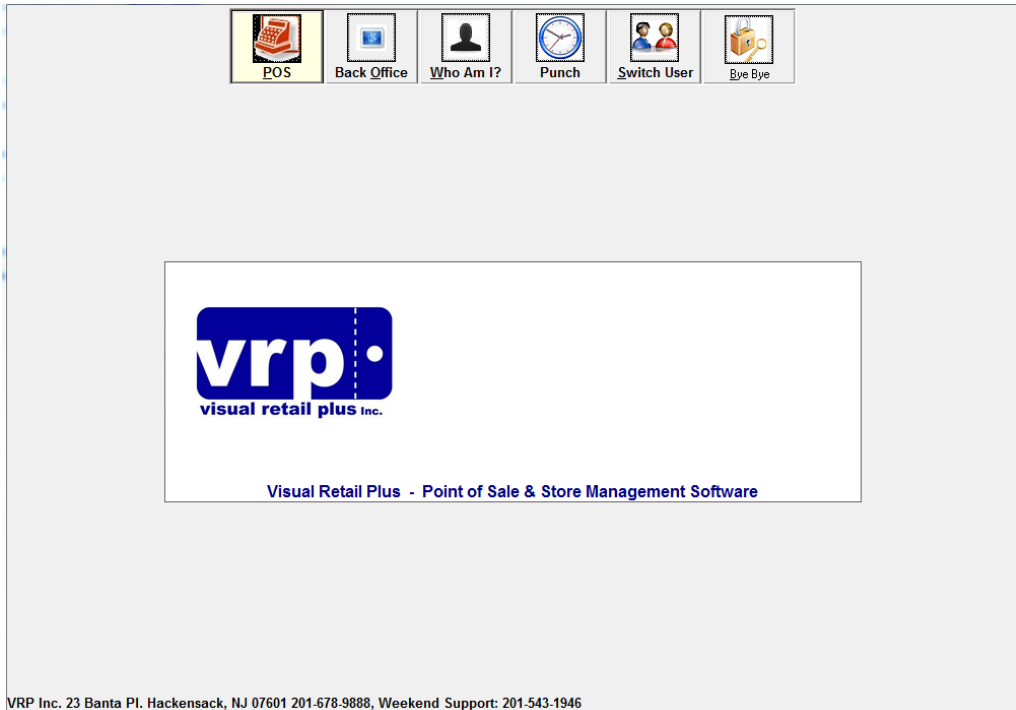 POS Back Office Who Am I? Punch Switch User Bye Bye
vrp
visual retail plus Inc.
Visual Retail Plus - Point of Sale & Store Management Software
VRP Inc. 23 Banta Pl. Hackensack, NJ 07601 201-678-9888, Weekend Support: 201-543-1946